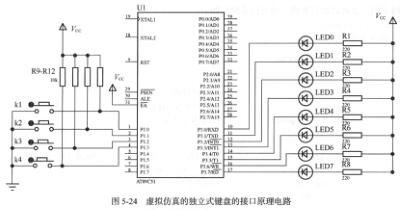 U1
Vcc
R9-R12
10k
k1
k2
k3
k4
XTAL1
XTAL2
RST
PSEN
ALE
EA
P1.0
P1.1
P1.2
P1.3
P1.4
P1.5
P1.6
P1.7
AT89C51
P0.0/AD0
P0.1/AD1
P0.2/AD2
P0.3/AD3
P0.4/AD4
P0.5/AD5
P0.6/AD6
P0.7/AD7
P2.0/A8
P2.1/A9
P2.2/A10
P2.3/A11
P2.4/A12
P2.5/A13
P2.6/A14
P2.7/A15
P3.0/RXD
P3.1/TXD
P3.2/INT0
P3.3/INT1
P3.4/T0
P3.5/T1
P3.6/WR
P3.7/RD
Vcc
LED0 R1
220
LED1 R2
220
LED2 R3
220
LED3 R4
220
LED4 R5
220
LED5 R6
220
LED6 R7
220
LED7 R8
220
图 5-24 虚拟仿真的独立式键盘的接口原理电路